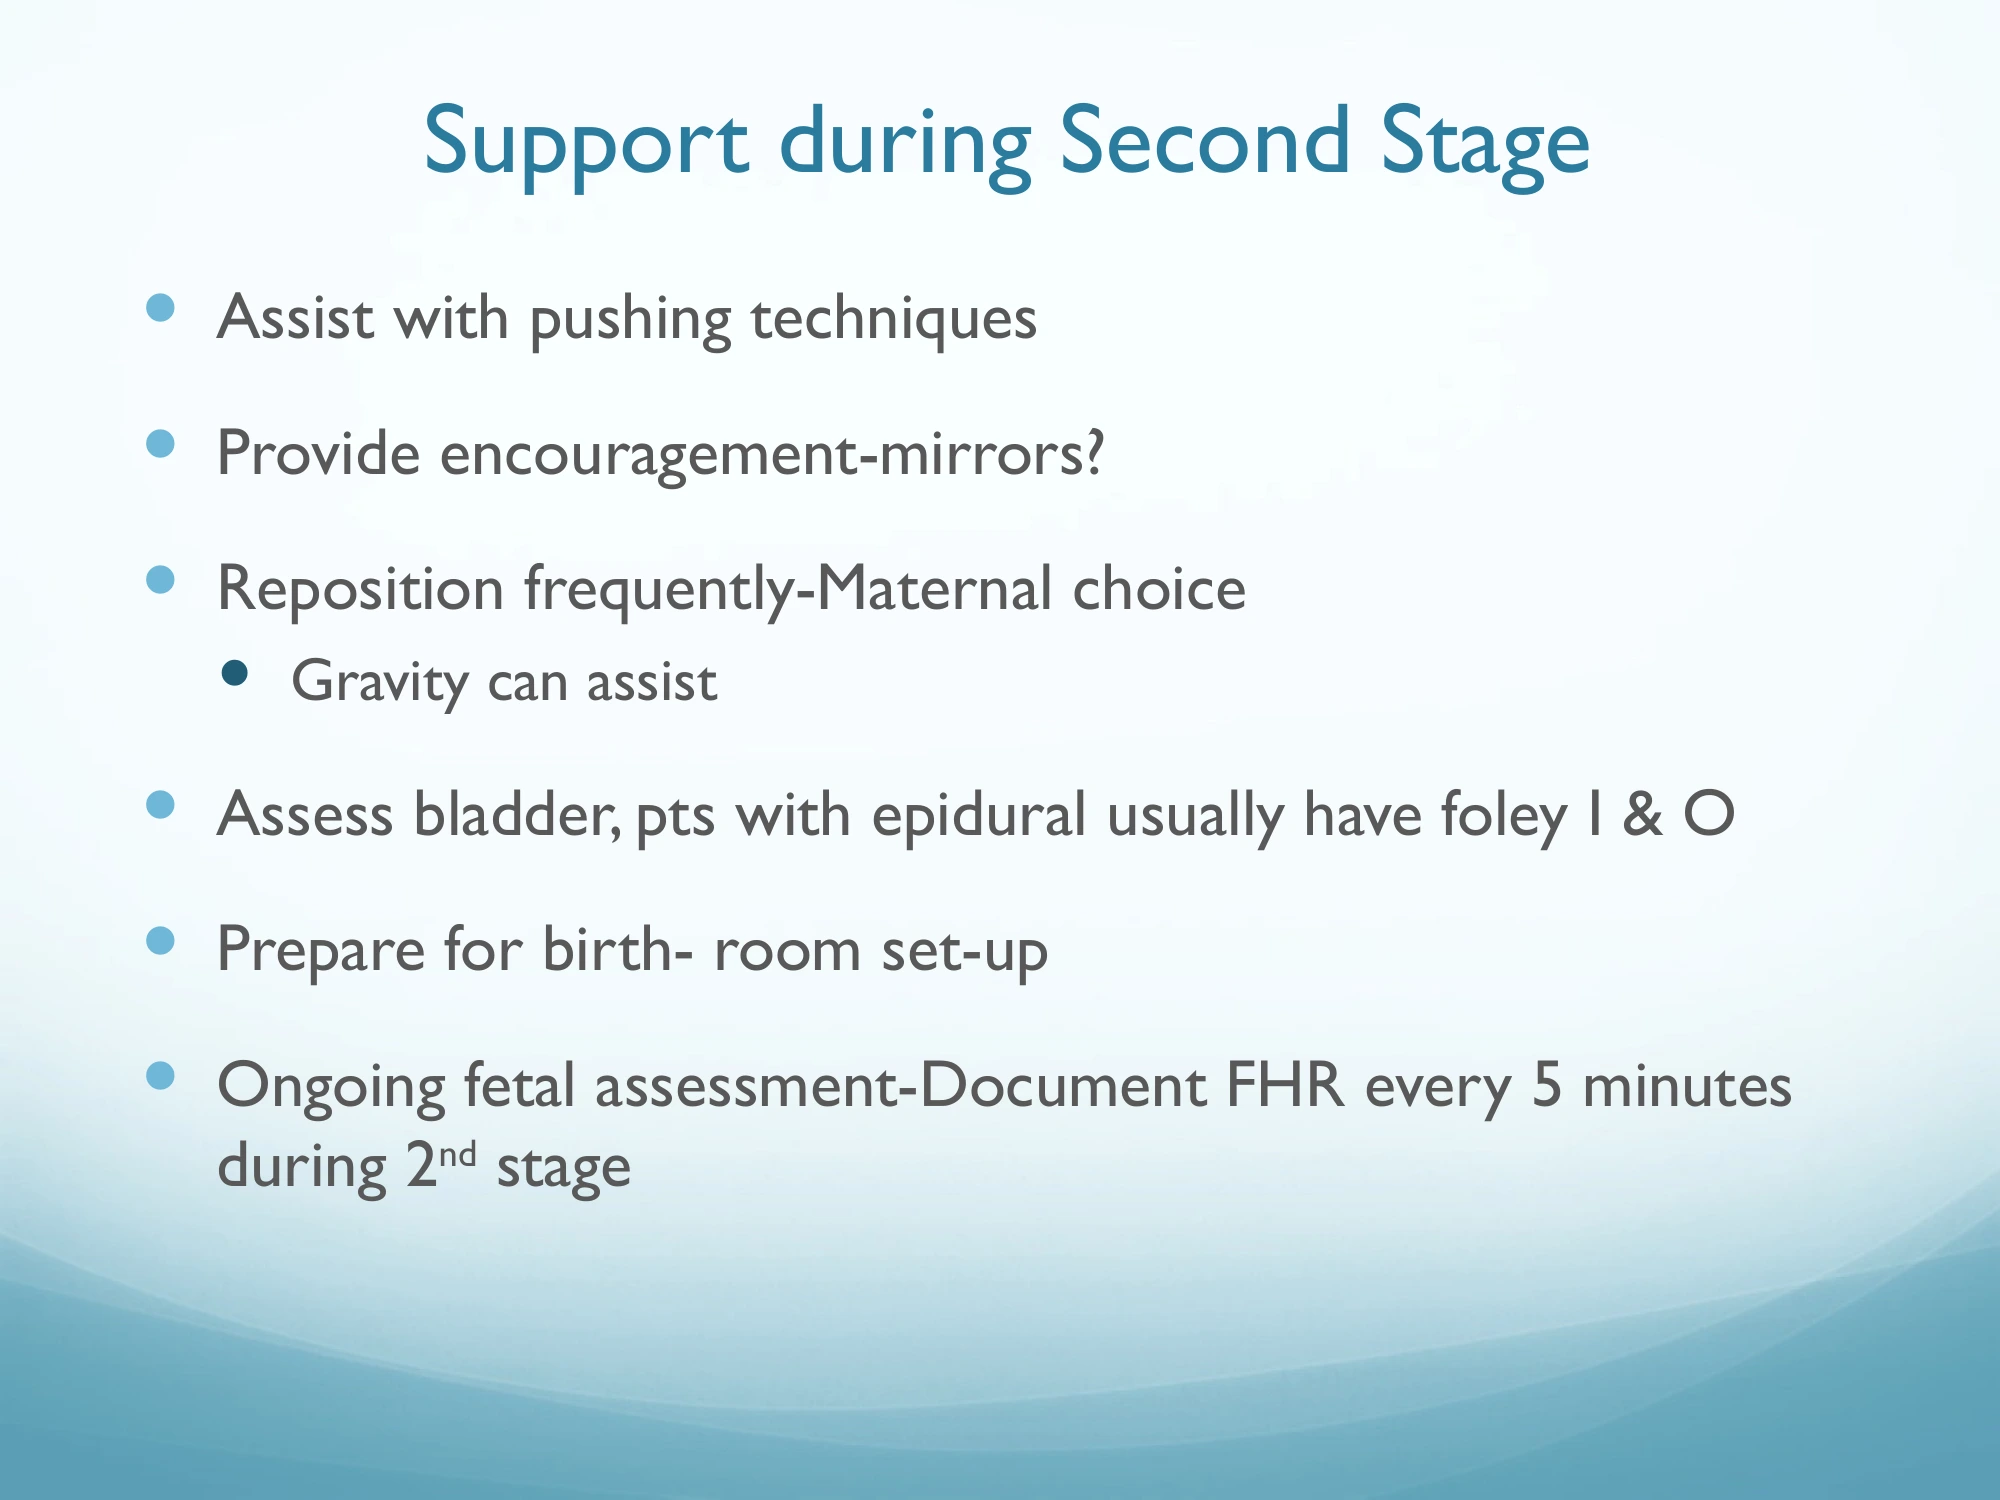 Support during Second Stage
Assist with pushing techniques
Provide encouragement-mirrors?
Reposition frequently-Maternal choice
Gravity can assist
Assess bladder, pts with epidural usually have foley I & O
Prepare for birth- room set-up
Ongoing fetal assessment-Document FHR every 5 minutes
during 2nd stage